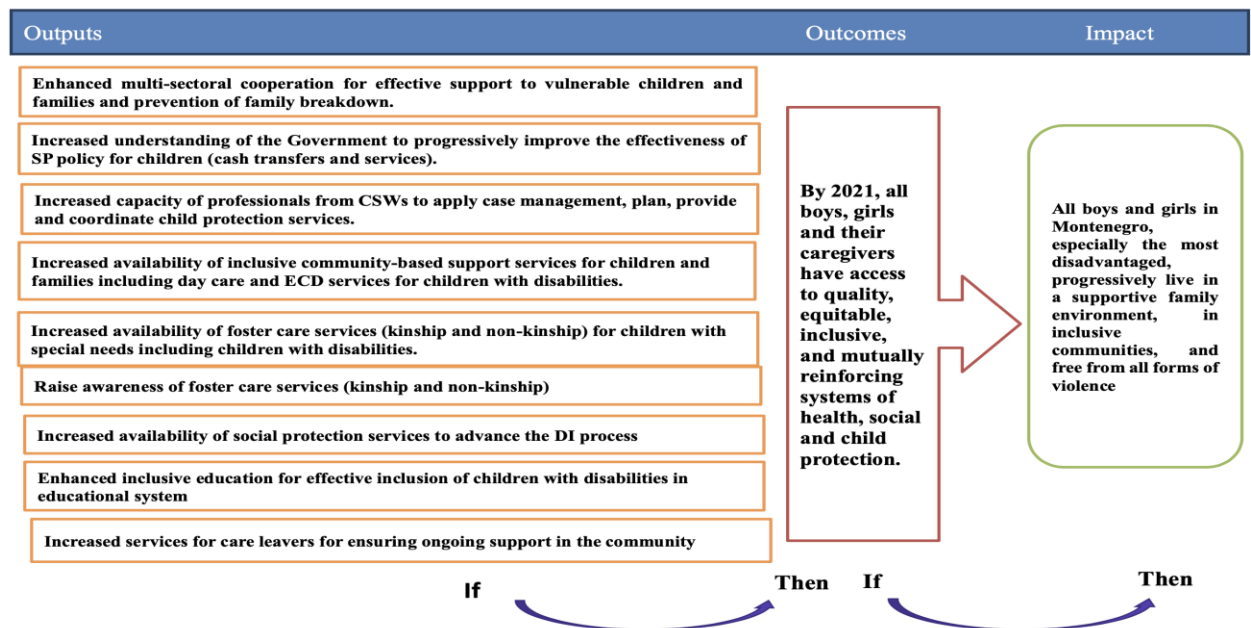 Outputs
Outcomes
Impact
Enhanced multi-sectoral cooperation for effective support to vulnerable children and
families and prevention of family breakdown.
Increased understanding of the Government to progressively improve the effectiveness of
SP policy for children (cash transfers and services).
Increased capacity of professionals from CSWs to apply case management, plan, provide
and coordinate child protection services.
Increased availability of inclusive community-based support services for children and
families including day care and ECD services for children with disabilities.
Increased availability of foster care services (kinship and non-kinship) for children with
special needs including children with disabilities.
Raise awareness of foster care services (kinship and non-kinship)
Increased availability of social protection services to advance the DI process
Enhanced inclusive education for effective inclusion of children with disabilities in
educational system
Increased services for care leavers for ensuring ongoing support in the community
By 2021, all
boys, girls
and their
caregivers
have access
to quality,
equitable,
inclusive,
and mutually
reinforcing
systems of
health, social
and child
protection.
All boys and girls in
Montenegro,
especially the most
disadvantaged,
progressively live in
a supportive family
environment, in
inclusive
communities, and
free from all forms of
violence
If
Then
If
Then